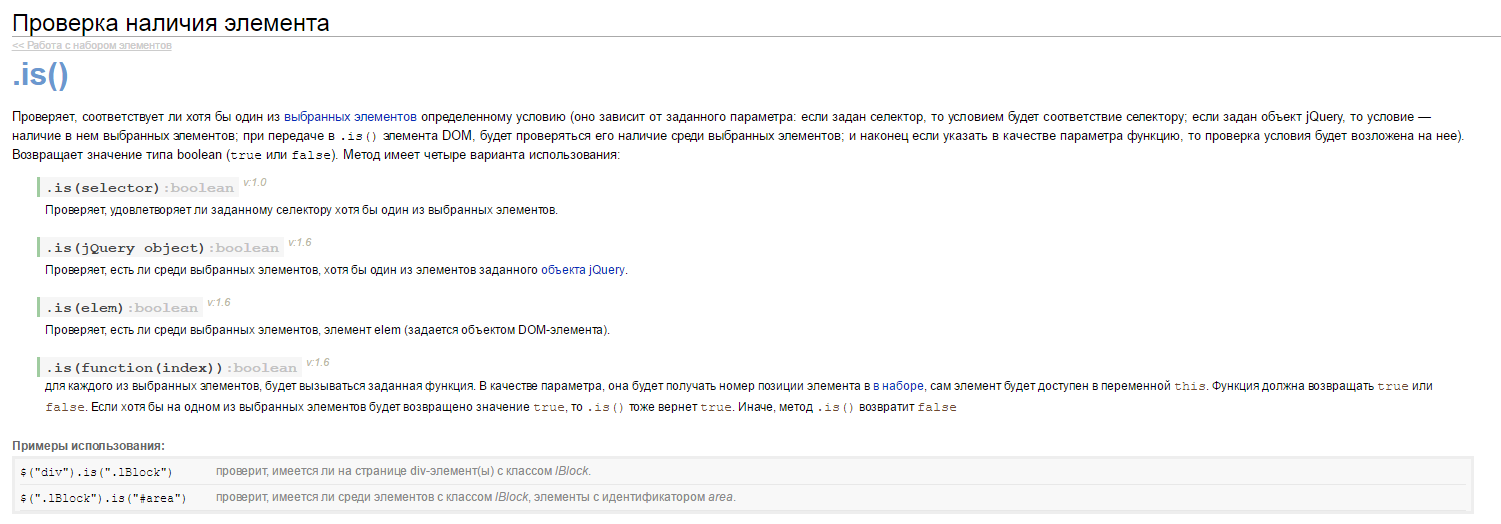 Проверка наличия элемента
<< Работа с набором элементов
.is()
Проверяет, соответствует ли хотя бы один из выбранных элементов определенному условию (оно зависит от заданного параметра: если задан селектор, то условием будет соответствие селектору; если задан объект jQuery, то условие —
наличие в нем выбранных элементов; при передаче в .is() элемента DOM, будет проверяться его наличие среди выбранных элементов; и наконец если указать в качестве параметра функцию, то проверка условия будет возложена на нее).
Возвращает значение типа boolean (true или false). Метод имеет четыре варианта использования:
.is(selector):boolean v:1.0
Проверяет, удовлетворяет ли заданному селектору хотя бы один из выбранных элементов.
.is(jQuery object):boolean v:1.6
Проверяет, есть ли среди выбранных элементов, хотя бы один из элементов заданного объекта jQuery.
.is(elem):boolean v:1.6
Проверяет, есть ли среди выбранных элементов, элемент elem (задается объектом DOM-элемента).
.is(function(index)):boolean v:1.6
для каждого из выбранных элементов, будет вызываться заданная функция. В качестве параметра, она будет получать номер позиции элемента в в наборе, сам элемент будет доступен в переменной this. Функция должна возвращать true или
false. Если хотя бы на одном из выбранных элементов будет возвращено значение true, то .is() тоже вернет true. Иначе, метод .is() возвратит false
Примеры использования:
$("div").is(".lBlock") проверит, имеется ли на странице div-элемент(ы) с классом lBlock.
$(".lBlock").is("#area") проверит, имеется ли среди элементов с классом lBlock, элементы с идентификатором area.